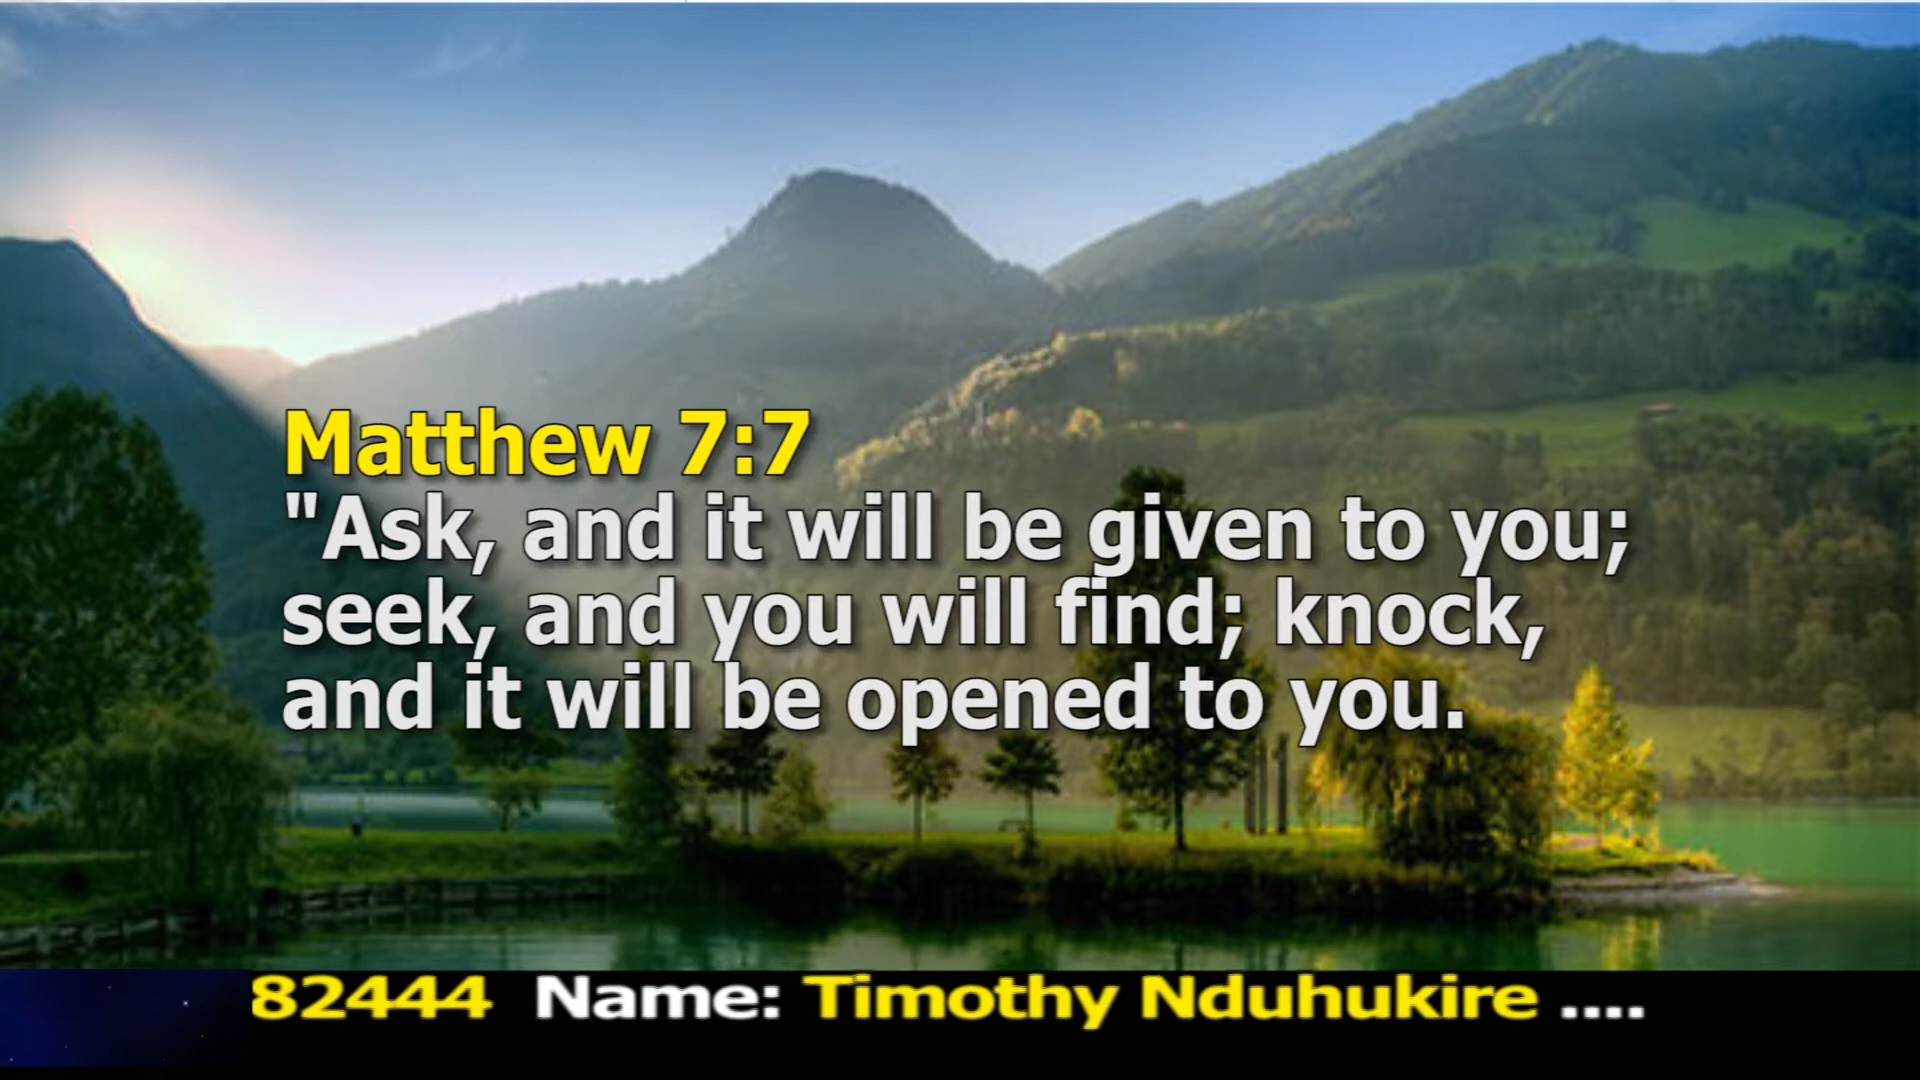 Matthew 7:7
"Ask, and it will be given to you;
seek, and you will find; knock,
and it will be opened to you.
82444 Name: Timothy Nduhukire ....